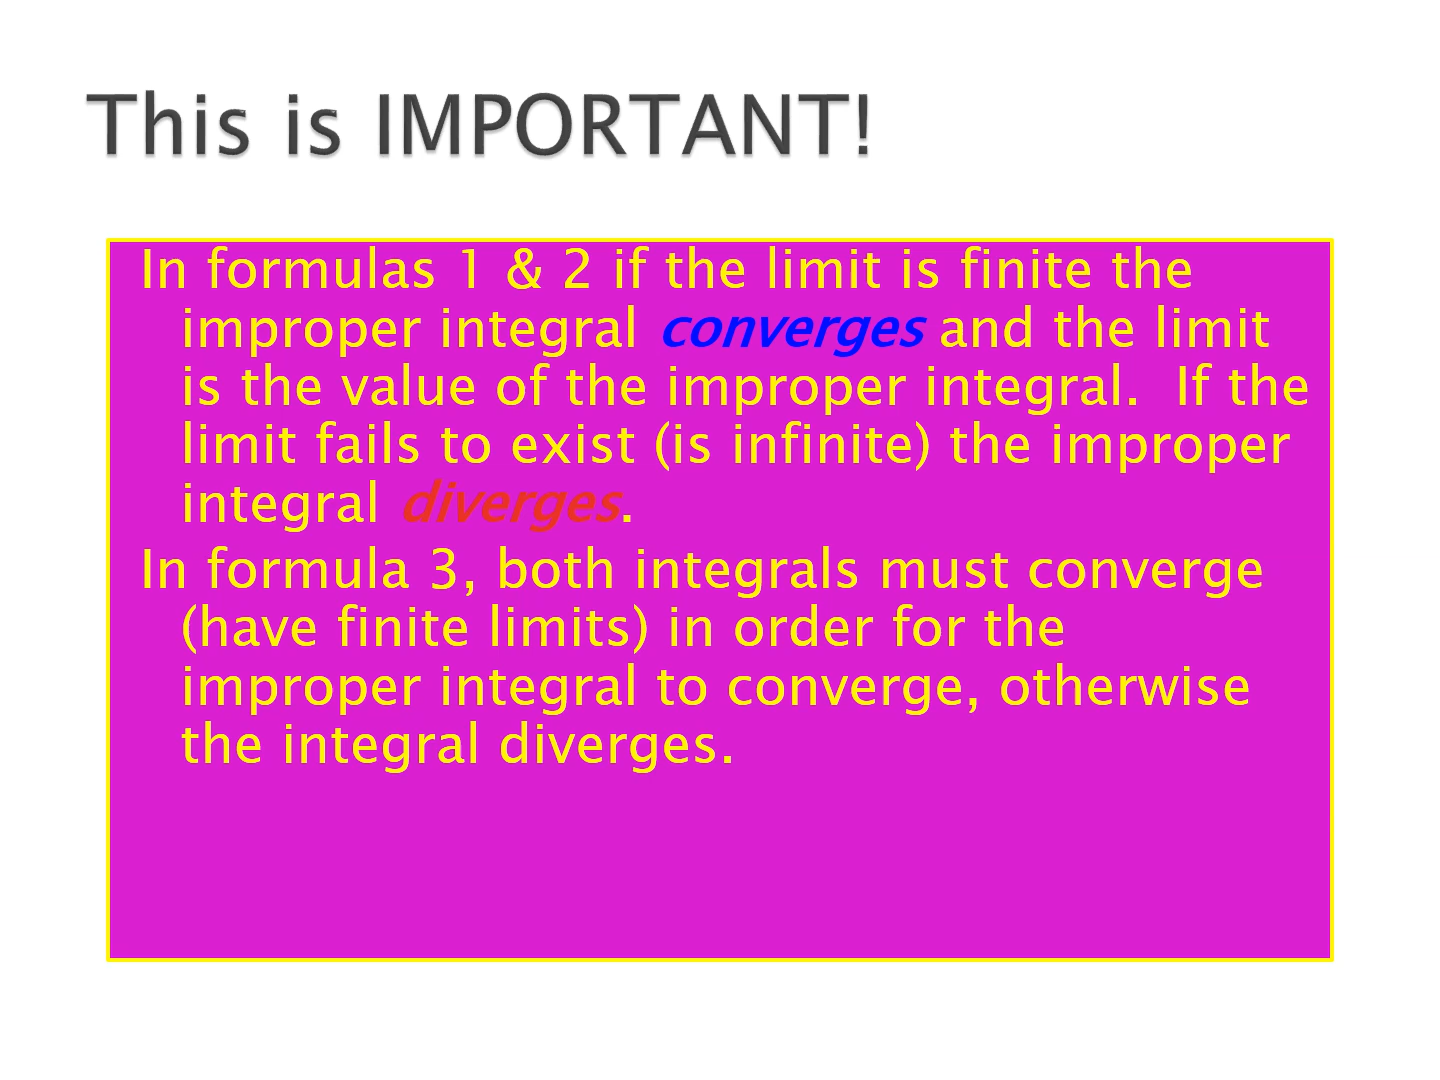 This is IMPORTANT!
In formulas 1 & 2 if the limit is finite the
improper integral converges and the limit
is the value of the improper integral.  If the
limit fails to exist (is infinite) the improper
integral diverges.
In formula 3, both integrals must converge
(have finite limits) in order for the
improper integral to converge, otherwise
the integral diverges.